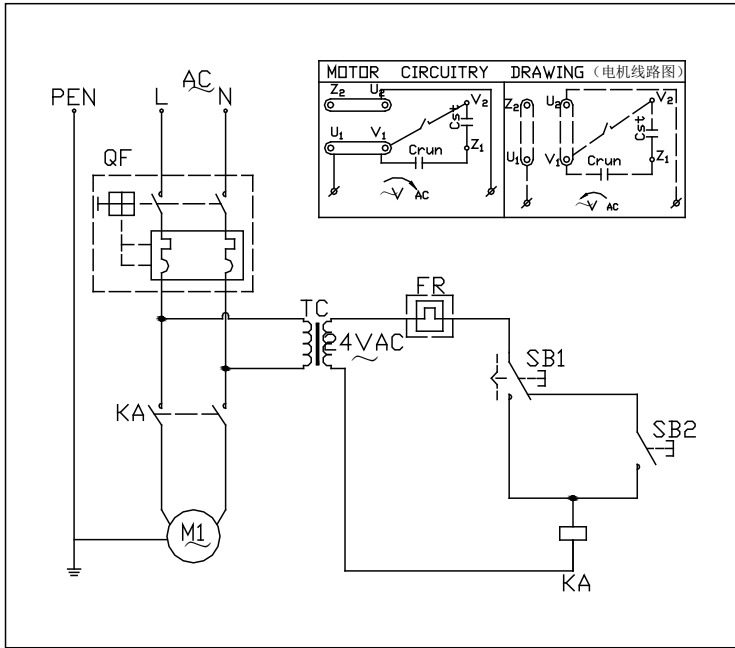 MOTOR CIRCUITRY DRAWING (电机线路图)
Z2 U2
U1 V1
V2
Cst
Z1
Crun
V AC
Z2 U2
U1 V1
V2
Cst
Z1
Crun
V AC
AC
PEN L N
QF
TC
24VAC
FR
SB1
SB2
KA
M1
KA